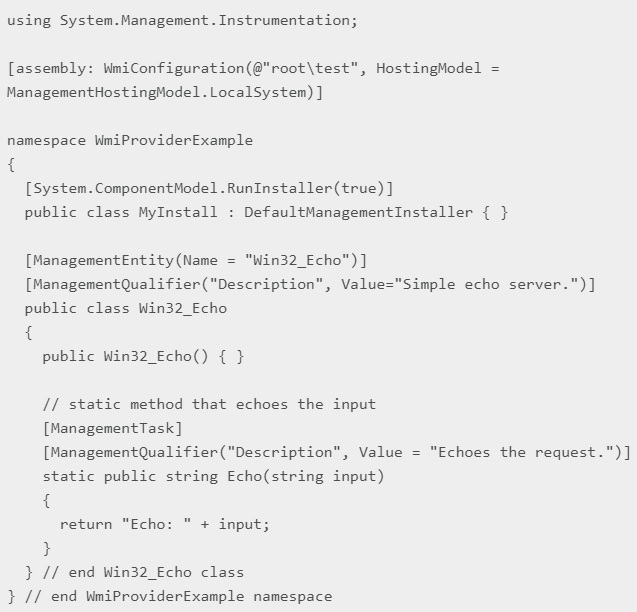 using System.Management.Instrumentation;
[assembly: WmiConfiguration(@"root\test", HostingModel =
ManagementHostingModel.LocalSystem)]
namespace WmiProviderExample
{
[System.ComponentModel.RunInstaller(true)]
public class MyInstall : DefaultManagementInstaller { }
[ManagementEntity(Name = "Win32_Echo")]
[ManagementQualifier("Description", Value="Simple echo server.")]
public class Win32_Echo
{
public Win32_Echo() { }
// static method that echoes the input
[ManagementTask]
[ManagementQualifier("Description", Value = "Echoes the request.")]
static public string Echo(string input)
{
return "Echo: " + input;
}
} // end Win32_Echo class
} // end WmiProviderExample namespace